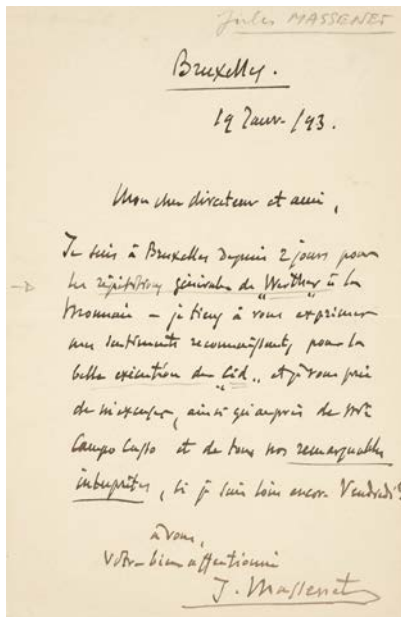 Jules MASSENET
Bruxelles.
19 Janv. /93.
Mon cher directeur et ami,
Je suis à Bruxelles depuis 2 jours pour
les répétitions générales de "Werther" à la
Monnaie – je tiens à vous exprimer
mes sentiments reconnaissants pour la
belle exécution du "Cid" et je vous prie
de m'excuser, ainsi qu'auprès de
Campo Casso et de tous nos remarquables
interprètes, si je suis loin encore Vendredi
à vous,
votre bien affectionné
J. Massenet